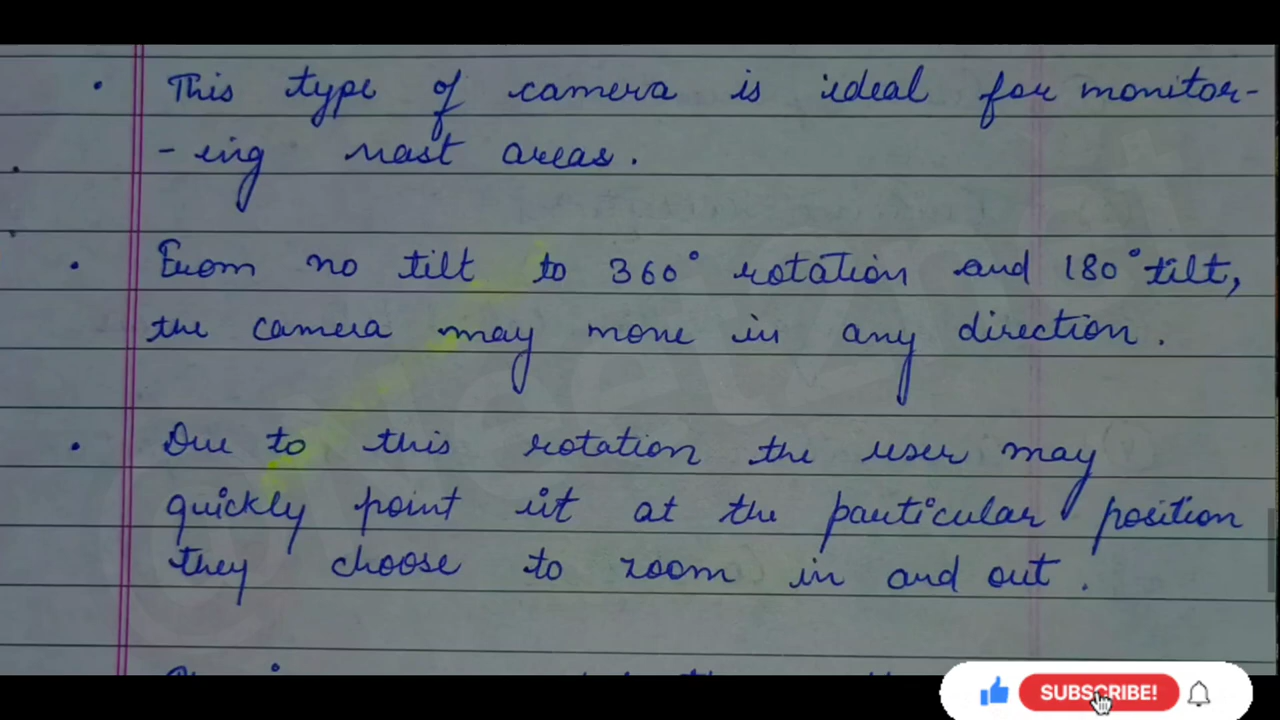 • This type of camera is ideal for monitor-
-ing vast areas.
• From no tilt to 360° rotation and 180° tilt,
the camera may move in any direction.
• Due to this rotation the user may
quickly point it at the particular position
they choose to zoom in and out.
SUBSCRIBE!